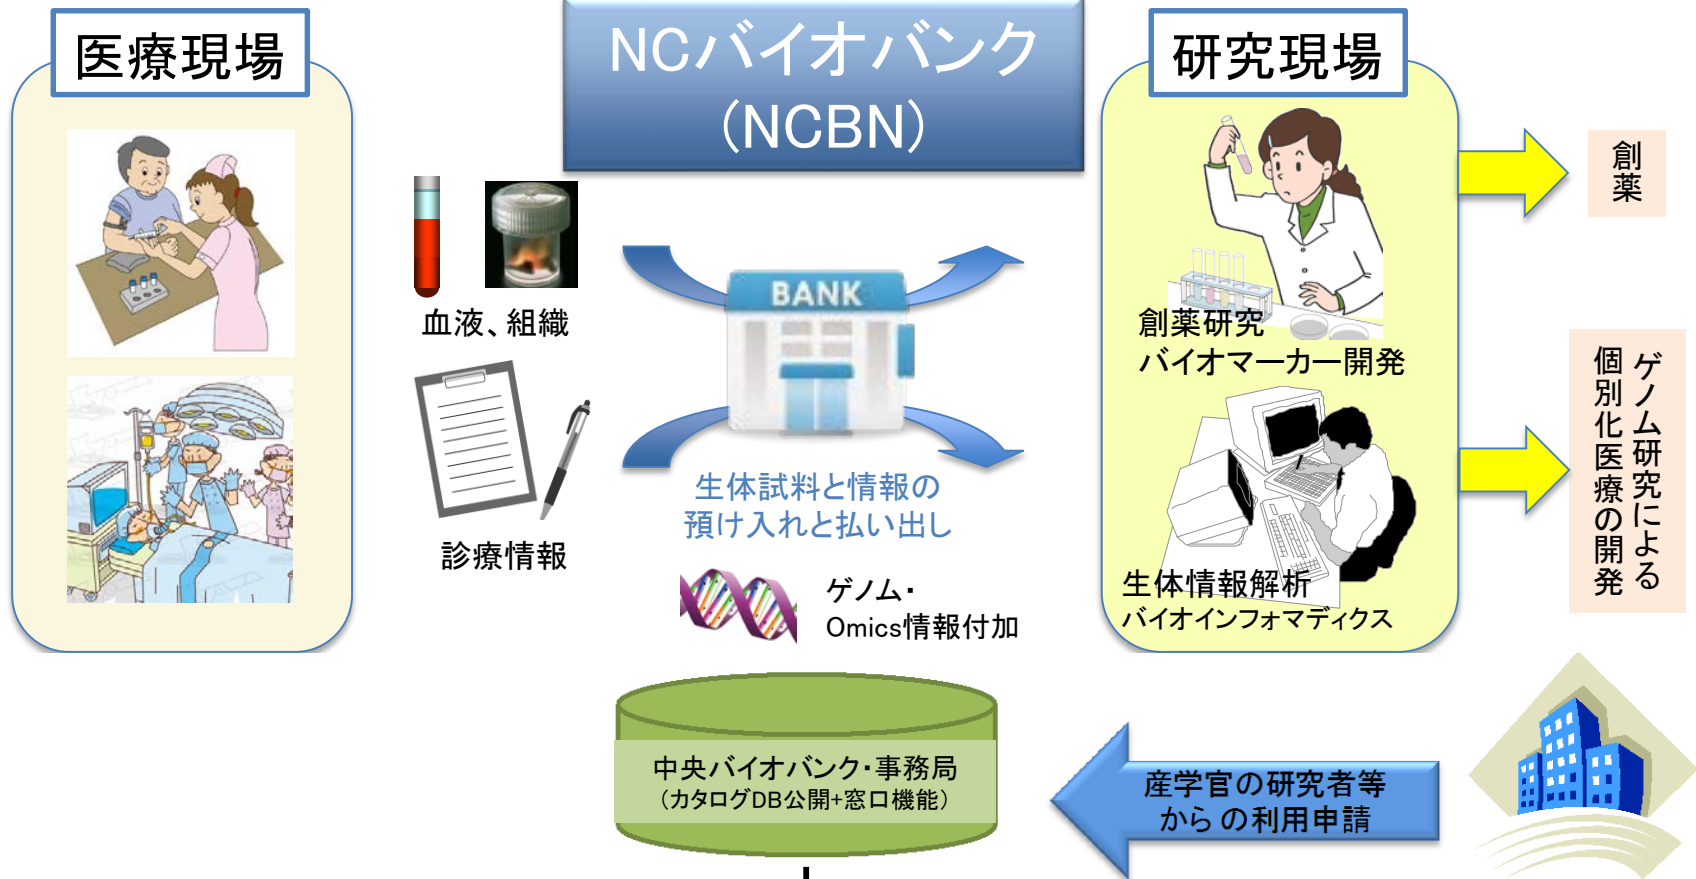 医療現場
NCバイオバンク
(NCBN)
研究現場
血液、組織
診療情報
BANK
生体試料と情報の
預け入れと払い出し
ゲノム・
Omics情報付加
創薬研究
バイオマーカー開発
生体情報解析
バイオインフォマディクス
創薬
ゲノム研究による
個別化医療の開発
中央バイオバンク・事務局
（カタログDB公開+窓口機能）
産学官の研究者等
からの利用申請